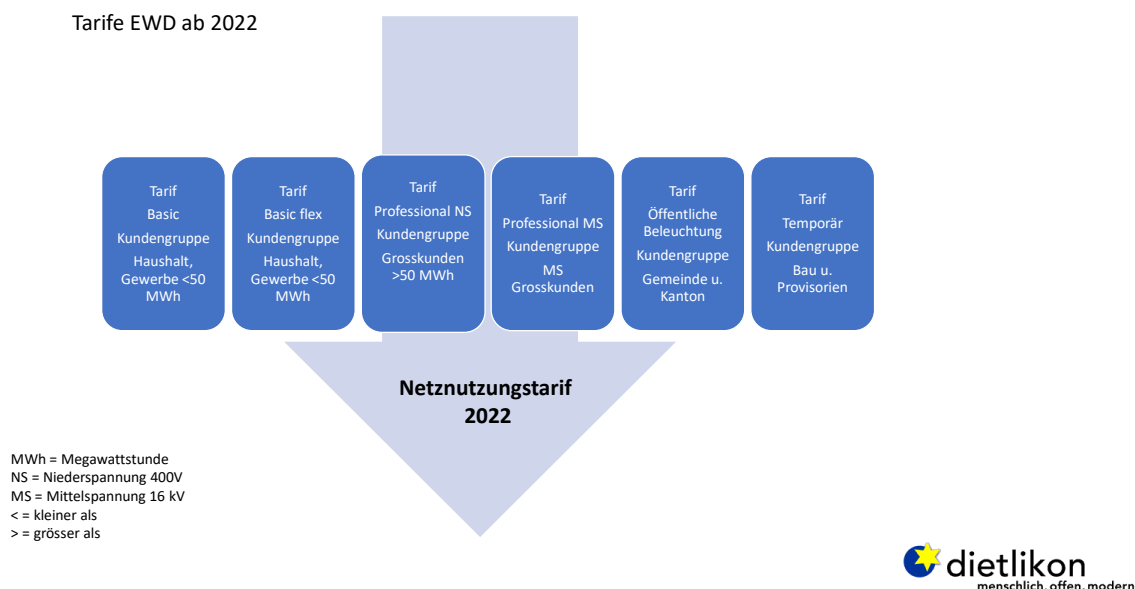 Tarife EWD ab 2022
Tarif
Basic
Kundengruppe
Haushalt,
Gewerbe <50
MWh
Tarif
Basic flex
Kundengruppe
Haushalt,
Gewerbe <50
MWh
Tarif
Professional NS
Kundengruppe
Grosskunden
>50 MWh
Tarif
Professional MS
Kundengruppe
MS
Grosskunden
Tarif
Öffentliche
Beleuchtung
Kundengruppe
Gemeinde u.
Kanton
Tarif
Temporär
Kundengruppe
Bau u.
Provisorien
Netznutzungstarif
2022
MWh = Megawattstunde
NS = Niederspannung 400V
MS = Mittelspannung 16 kV
< = kleiner als
> = grösser als
dietlikon
menschlich. offen. modern